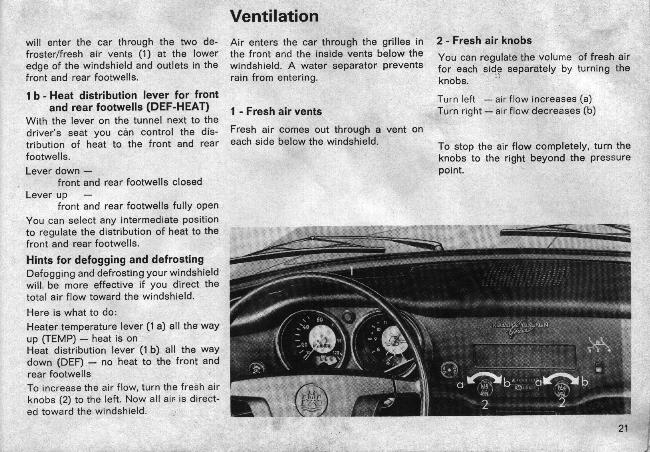 Ventilation
will enter the car through the two de-
froster/fresh air vents (1) at the lower
edge of the windshield and outlets in the
front and rear footwells.
1 b - Heat distribution lever for front
and rear footwells (DEF-HEAT)
With the lever on the tunnel next to the
driver's seat you can control the dis-
tribution of heat to the front and rear
footwells.
Lever down —
front and rear footwells closed
Lever up —
front and rear footwells fully open
You can select any intermediate position
to regulate the distribution of heat to the
front and rear footwells.
Hints for defogging and defrosting
Defogging and defrosting your windshield
will be more effective if you direct the
total air flow toward the windshield.
Here is what to do:
Heater temperature lever (1 a) all the way
up (TEMP) — heat is on
Heat distribution lever (1 b) all the way
down (DEF) — no heat to the front and
rear footwells
To increase the air flow, turn the fresh air
knobs (2) to the left. Now all air is direct-
ed toward the windshield.
Air enters the car through the grilles in
the front and the inside vents below the
windshield. A water separator prevents
rain from entering.
1 - Fresh air vents
Fresh air comes out through a vent on
each side below the windshield.
2 - Fresh air knobs
You can regulate the volume of fresh air
for each side separately by turning the
knobs.
Turn left — air flow increases (a)
Turn right — air flow decreases (b)
To stop the air flow completely, turn the
knobs to the right beyond the pressure
point.
a b a b
2 2
21